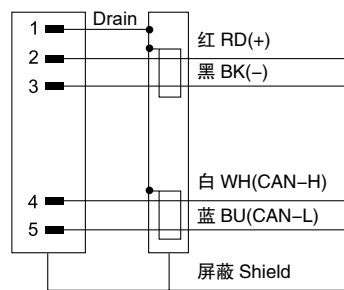 1 Drain
红 RD(+)
2
黑 BK(−)
3
白 WH(CAN−H)
4
蓝 BU(CAN−L)
5
屏蔽 Shield